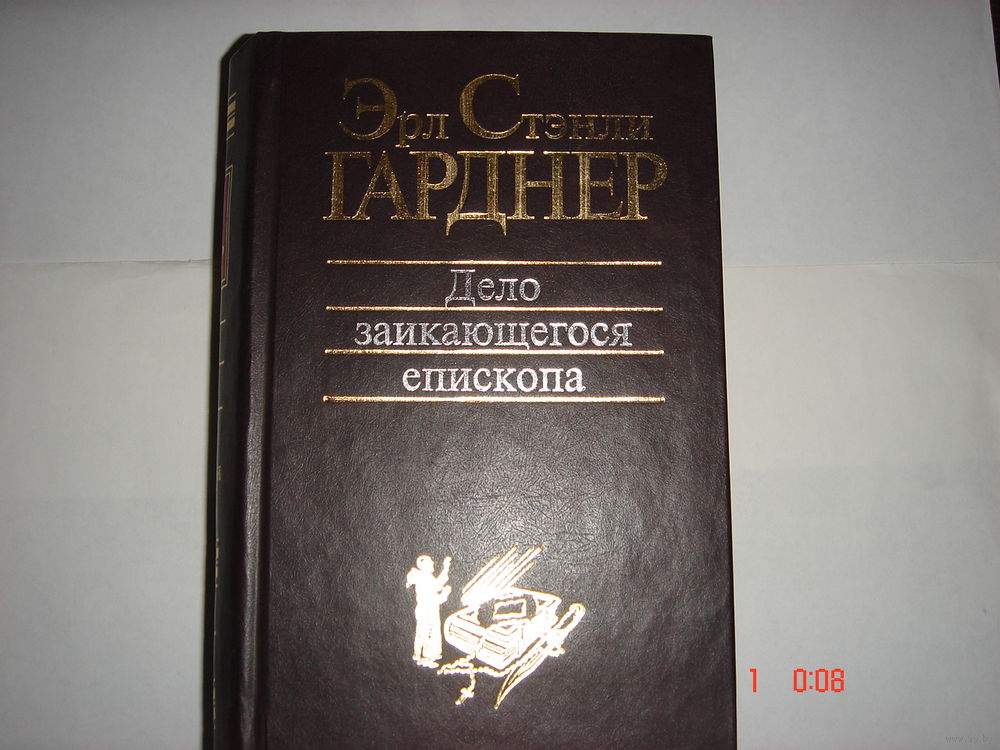 Эрл Стэнли
ГАРДНЕР
Дело
заикающегося
епископа
1 0:08